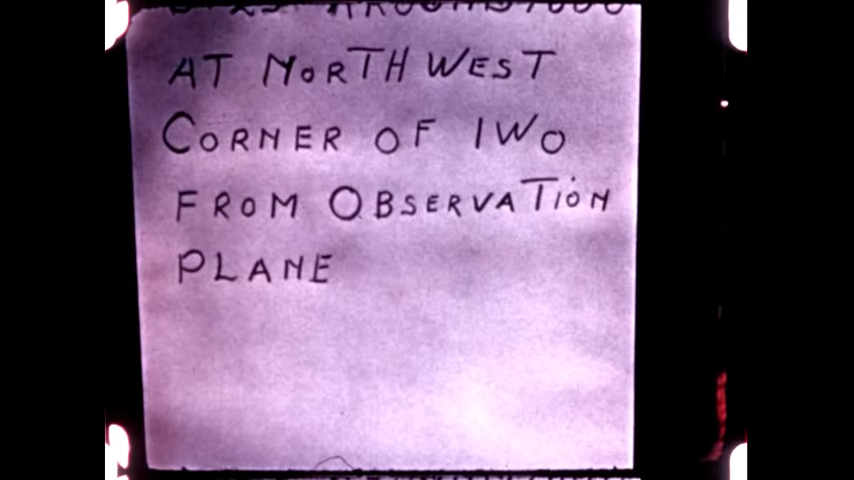 AT NORTHWEST
CORNER OF IWO
FROM OBSERVATION
PLANE